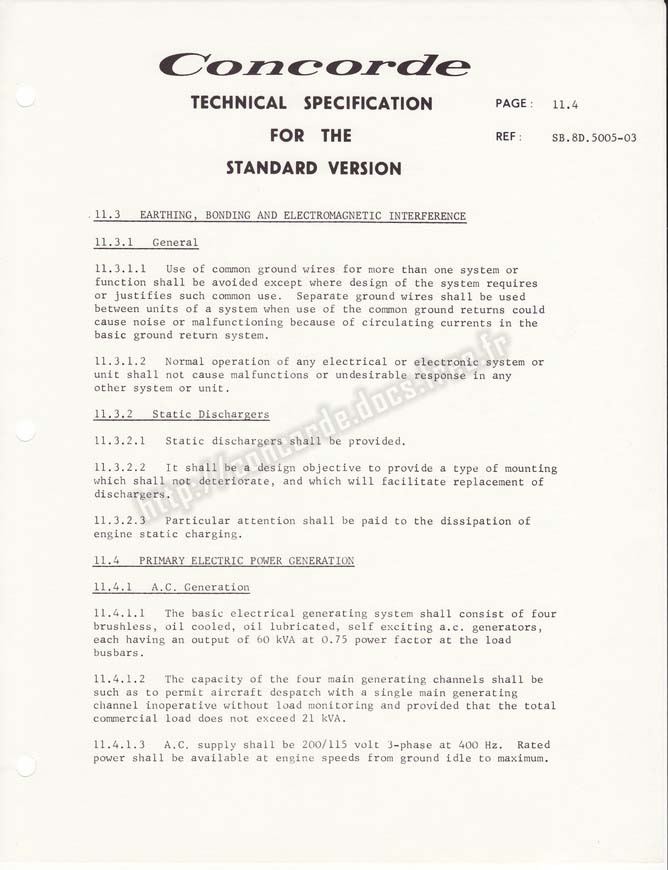 Concorde
TECHNICAL SPECIFICATION
FOR THE
STANDARD VERSION
PAGE: 11.4
REF: SB.8D.5005-03
11.3 EARTHING, BONDING AND ELECTROMAGNETIC INTERFERENCE
11.3.1 General
11.3.1.1 Use of common ground wires for more than one system or
function shall be avoided except where design of the system requires
or justifies such common use. Separate ground wires shall be used
between units of a system when use of the common ground returns could
cause noise or malfunctioning because of circulating currents in the
basic ground return system.
11.3.1.2 Normal operation of any electrical or electronic system or
unit shall not cause malfunctions or undesirable response in any
other system or unit.
11.3.2 Static Dischargers
11.3.2.1 Static dischargers shall be provided.
11.3.2.2 It shall be a design objective to provide a type of mounting
which shall not deteriorate, and which will facilitate replacement of
dischargers.
11.3.2.3 Particular attention shall be paid to the dissipation of
engine static charging.
11.4 PRIMARY ELECTRIC POWER GENERATION
11.4.1 A.C. Generation
11.4.1.1 The basic electrical generating system shall consist of four
brushless, oil cooled, oil lubricated, self exciting a.c. generators,
each having an output of 60 kVA at 0.75 power factor at the load
busbars.
11.4.1.2 The capacity of the four main generating channels shall be
such as to permit aircraft despatch with a single main generating
channel inoperative without load monitoring and provided that the total
commercial load does not exceed 21 kVA.
11.4.1.3 A.C. supply shall be 200/115 volt 3-phase at 400 Hz. Rated
power shall be available at engine speeds from ground idle to maximum.